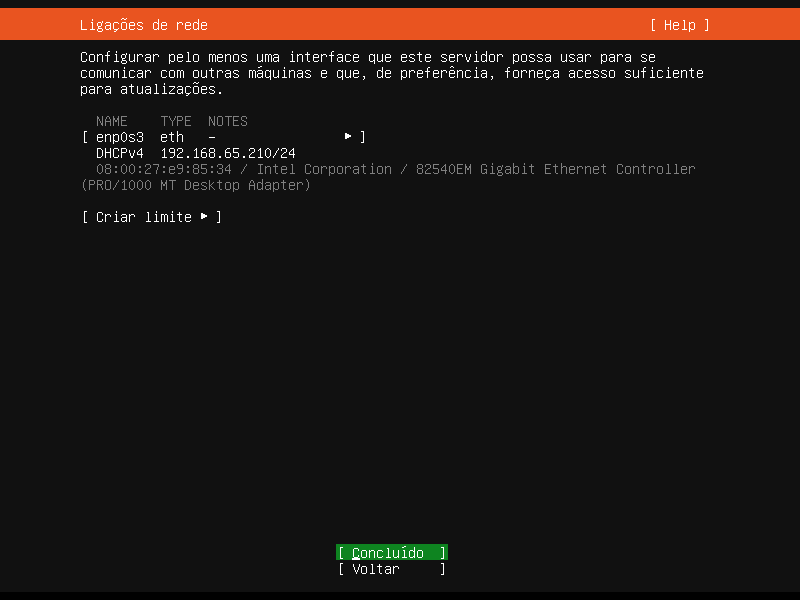 Ligações de rede [ Help ]
Configurar pelo menos uma interface que este servidor possa usar para se
comunicar com outras máquinas e que, de preferência, forneça acesso suficiente
para atualizações.
NAME TYPE NOTES
[ enp0s3 eth – ▸ ]
DHCPv4 192.168.65.210/24
08:00:27:e9:85:34 / Intel Corporation / 82540EM Gigabit Ethernet Controller
(PRO/1000 MT Desktop Adapter)
[ Criar limite ▸ ]
[ Concluído ]
[ Voltar ]